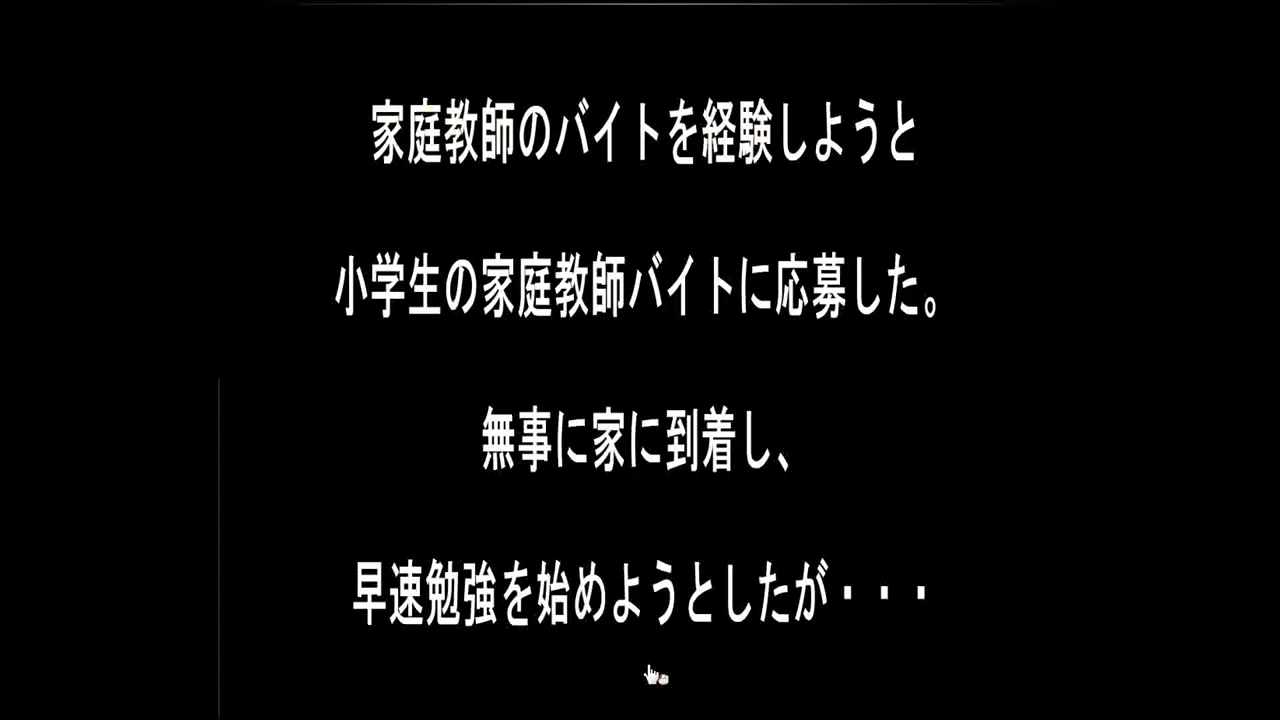 家庭教師のバイトを経験しようと
小学生の家庭教師バイトに応募した。
無事に家に到着し、
早速勉強を始めようとしたが・・・